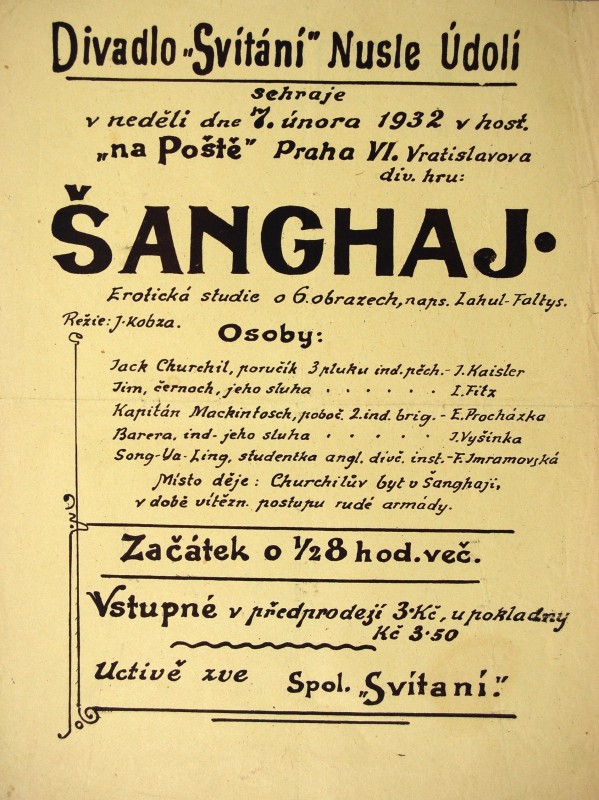 Divadlo „Svítání" Nusle Údolí
sehraje
v neděli dne 7. února 1932 v host.
„na Poště" Praha VI. Vratislavova
div. hru:
ŠANGHAJ.
Erotická studie o 6. obrazech, naps. Lahul-Faltys.
Režie: J. Kobza.
Osoby:
Jack Churchil, poručík 3 pluku ind. pěch. - J. Kaisler
Jim, černoch, jeho sluha · · · · · · I. Fitz
Kapitán Mackintosch, poboč. 2. ind. brig. - E. Procházka
Barera, ind. jeho sluha · · · · · J. Vyšínka
Song-Ya-Ling, studentka angl. divč. inst. - F. Imramovská
Místo děje: Churchilův byt v Šanghaji,
v době vítězn. postupu rudé armády.
Začátek o ½8 hod. več.
Vstupné v předprodejí 3·Kč, u pokladny
Kč 3·50
Uctivě zve Spol. „Svítaní."